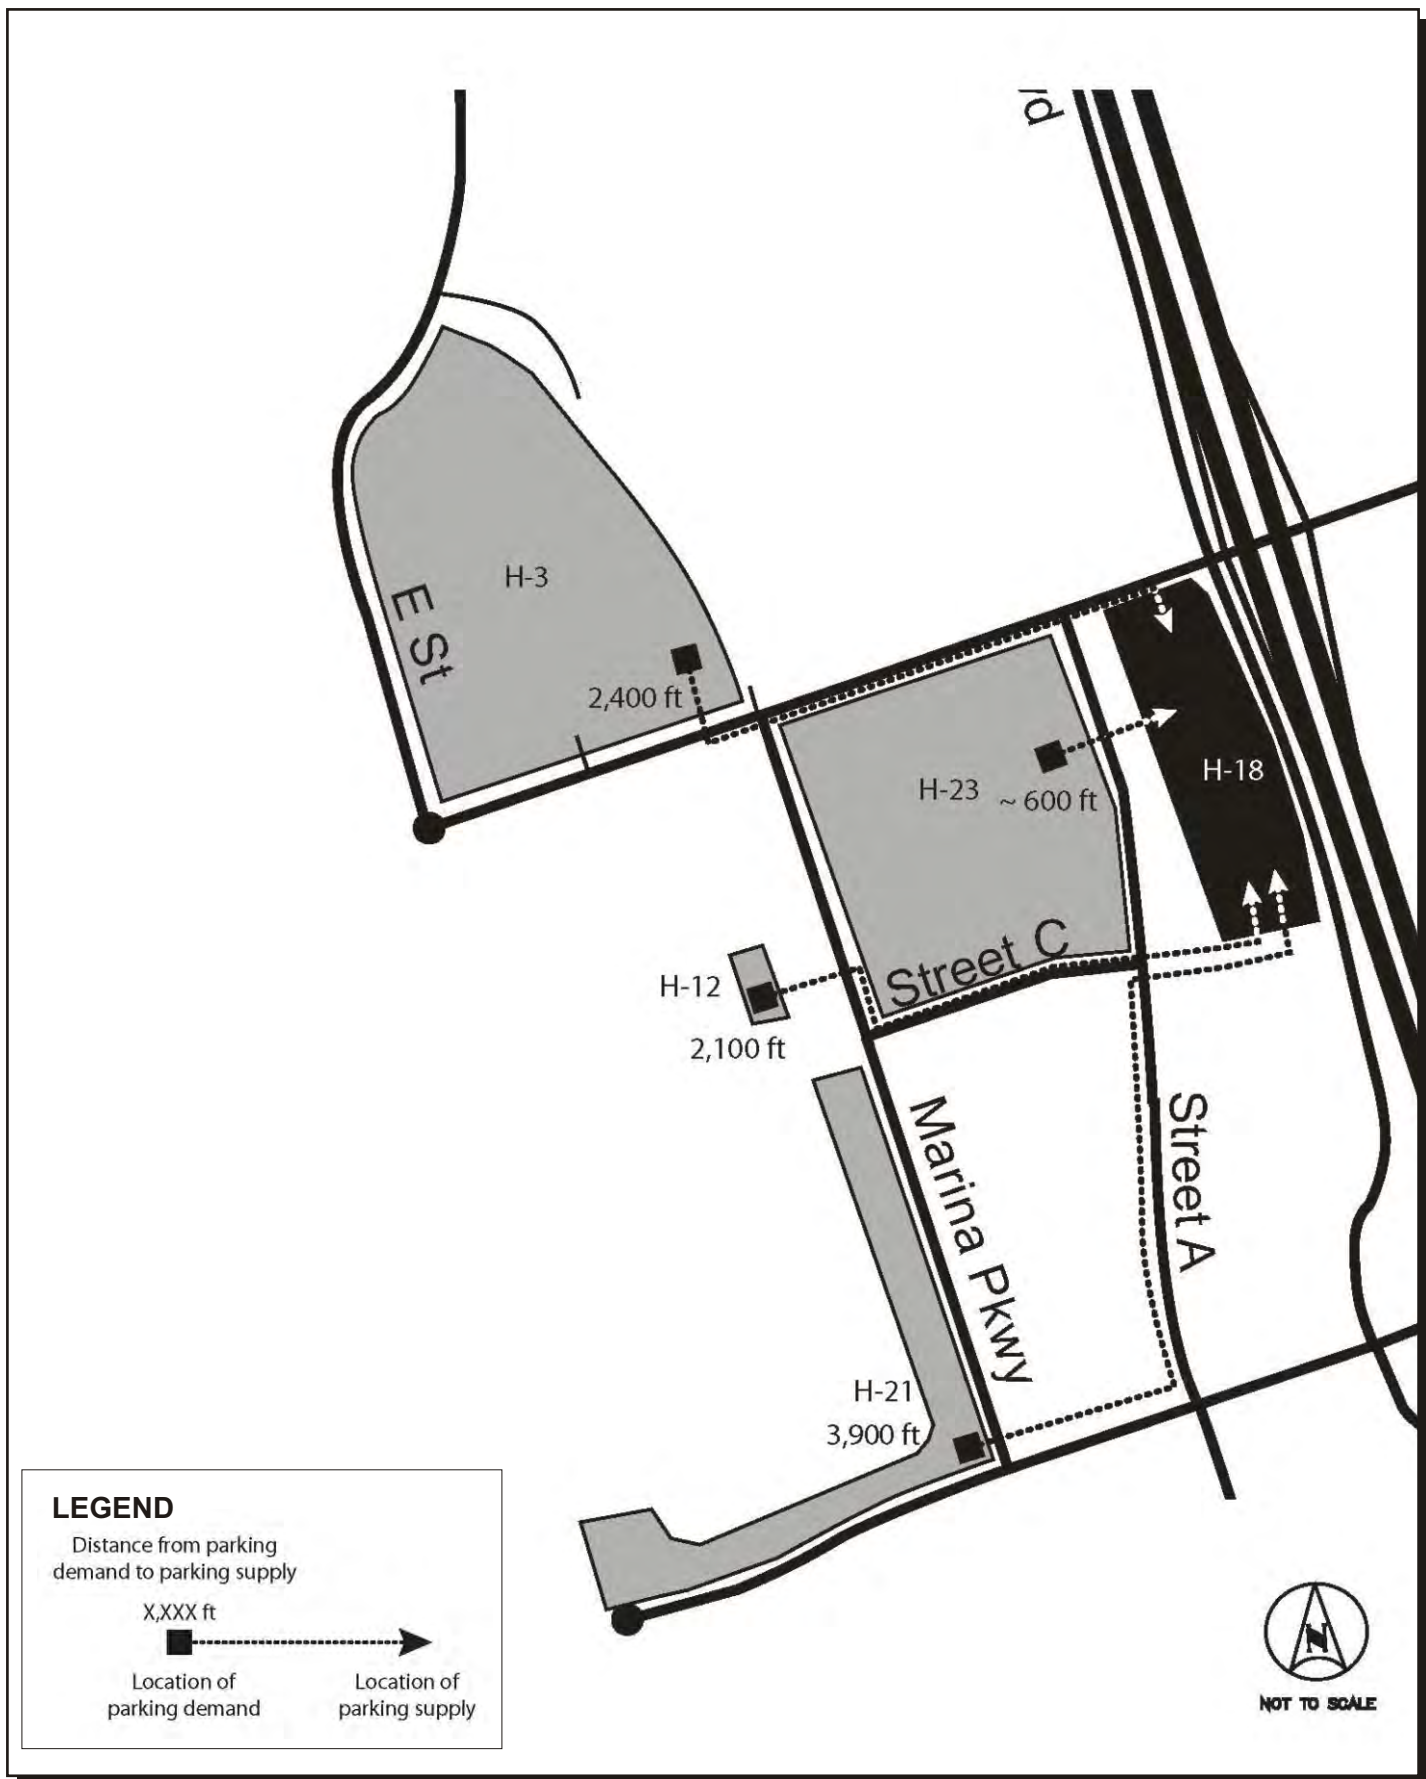 vd
H-3
E St
2,400 ft
H-23
~ 600 ft
H-18
Street C
H-12
2,100 ft
Marina Pkwy
Street A
H-21
3,900 ft
LEGEND
Distance from parking
demand to parking supply
X,XXX ft
Location of
parking demand
Location of
parking supply
N
NOT TO SCALE